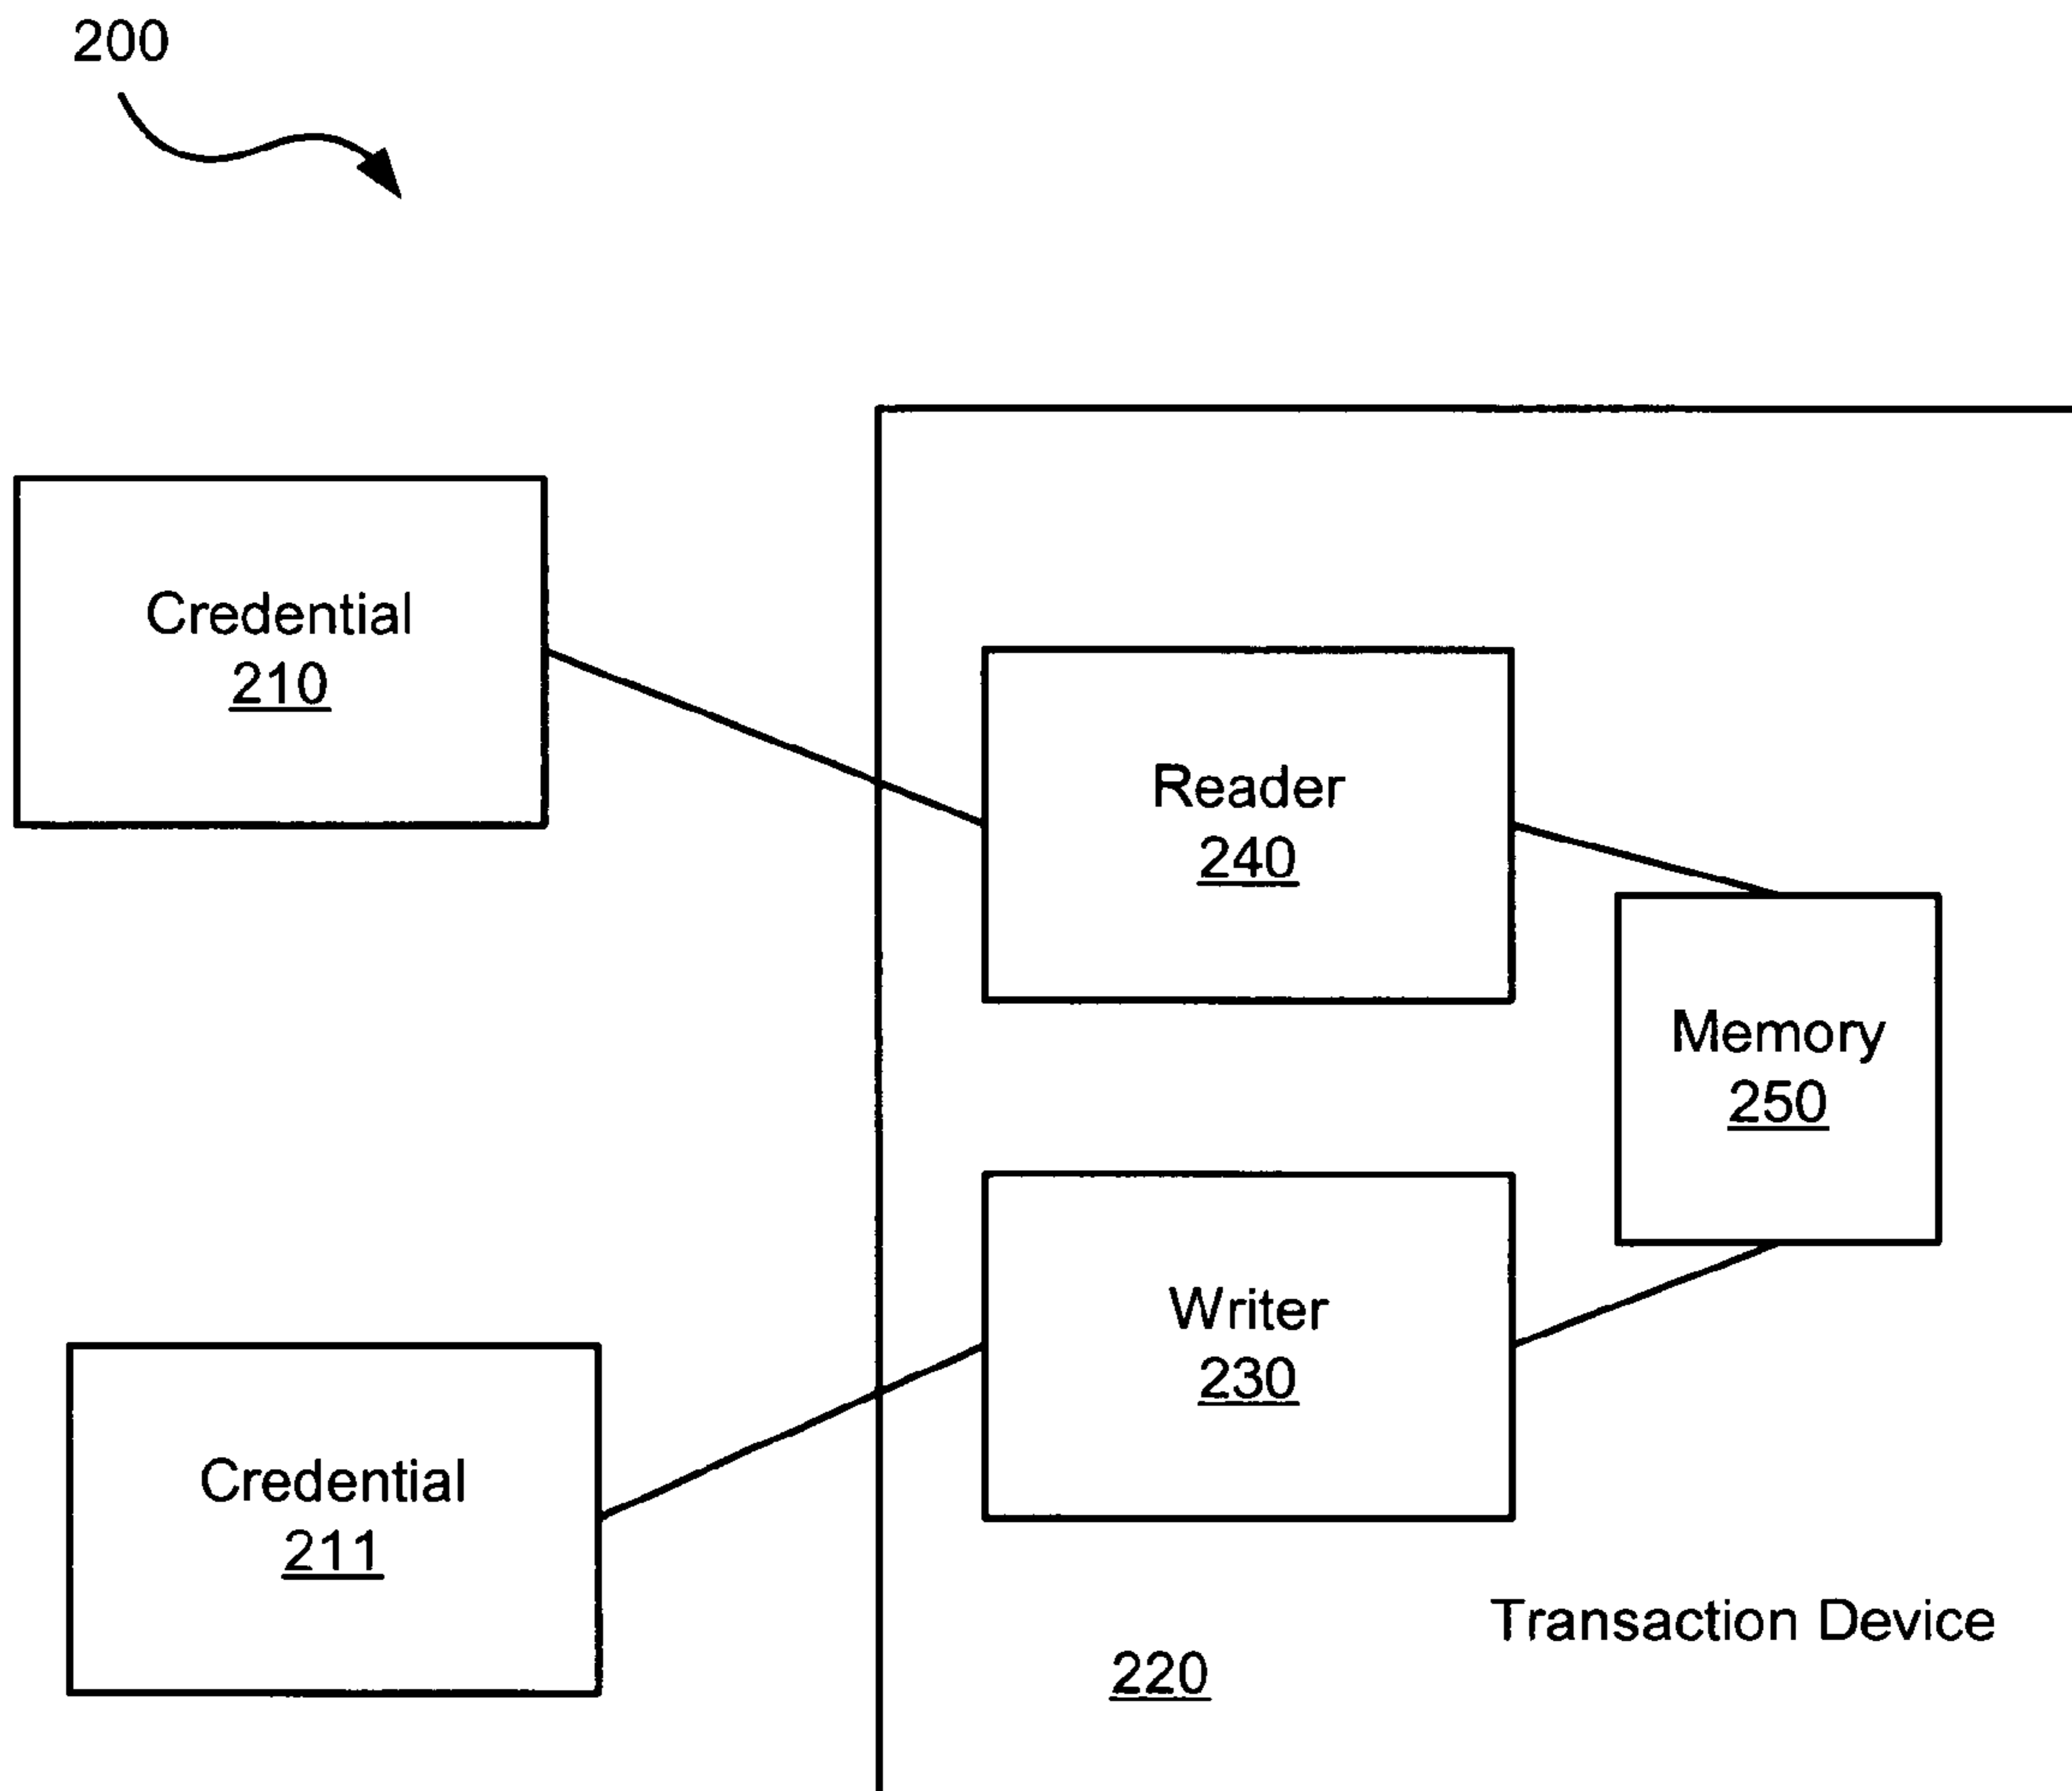 200
Credential
210
Reader
240
Memory
250
Writer
230
Credential
211
Transaction Device
220